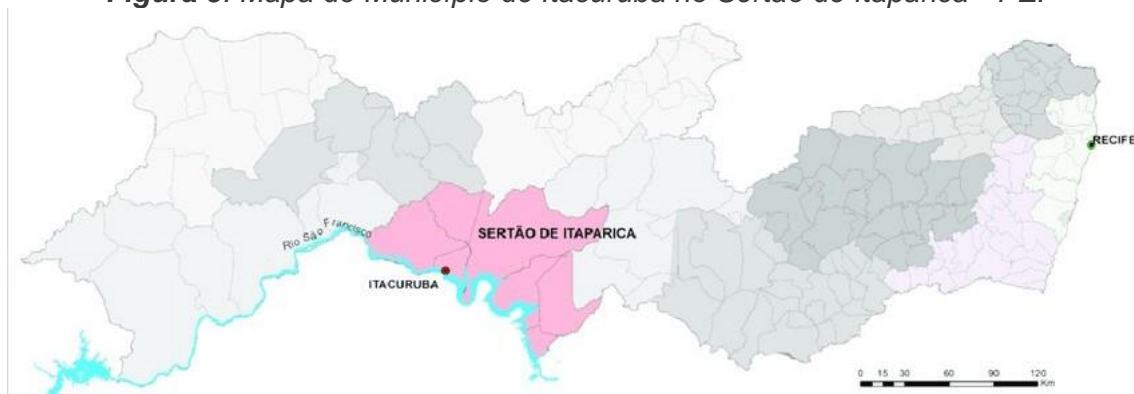 Mapa do Município de Itacuruba no Sertão de Itaparica - PE.
RECIFE
Rio São Francisco
SERTÃO DE ITAPARICA
ITACURUBA
0 15 30 60 90 120
Km